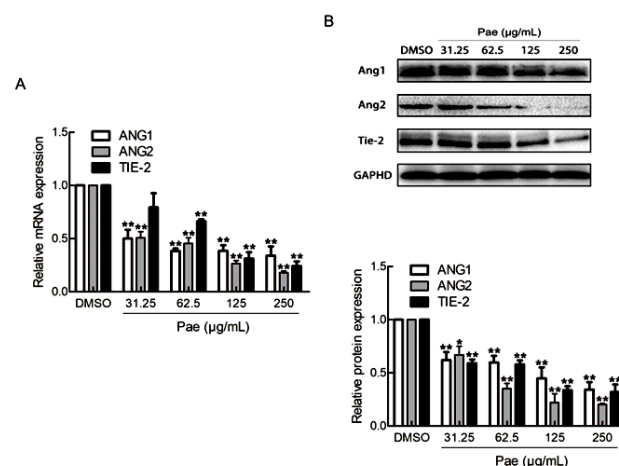 B
Pae (µg/mL)
DMSO 31.25 62.5 125 250
Ang1
Ang2
Tie-2
GAPHD
A
1.5
1.0
0.5
0.0
Relative mRNA expression
ANG1
ANG2
TIE-2
** ** ** ** ** ** ** ** ** ** **
DMSO 31.25 62.5 125 250
Pae (µg/mL)
1.5
1.0
0.5
0.0
Relative protein expression
ANG1
ANG2
TIE-2
** * ** ** ** ** ** ** ** ** ** **
DMSO 31.25 62.5 125 250
Pae (µg/mL)